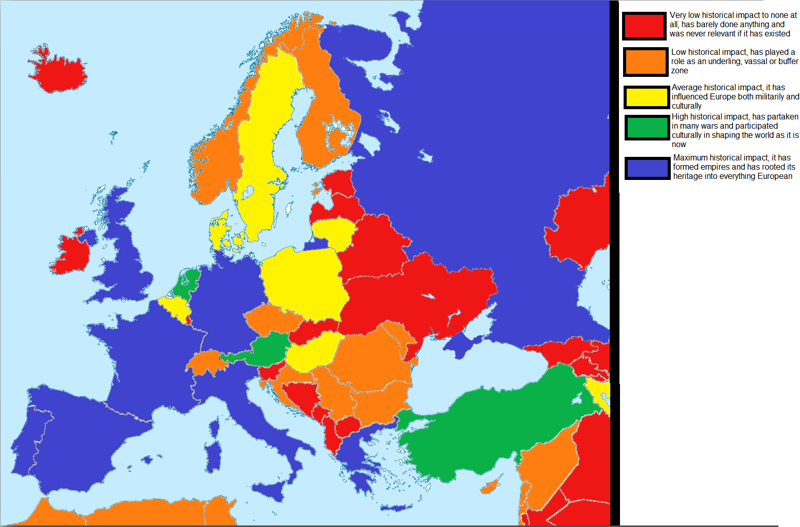 Very low historical impact to none at
all, has barely done anything and
was never relevant if it has existed
Low historical impact, has played a
role as an underling, vassal or buffer
zone
Average historical impact, it has
influenced Europe both militarily and
culturally
High historical impact, has partaken
in many wars and participated
culturally in shaping the world as it is
now
Maximum historical impact, it has
formed empires and has rooted its
heritage into everything European